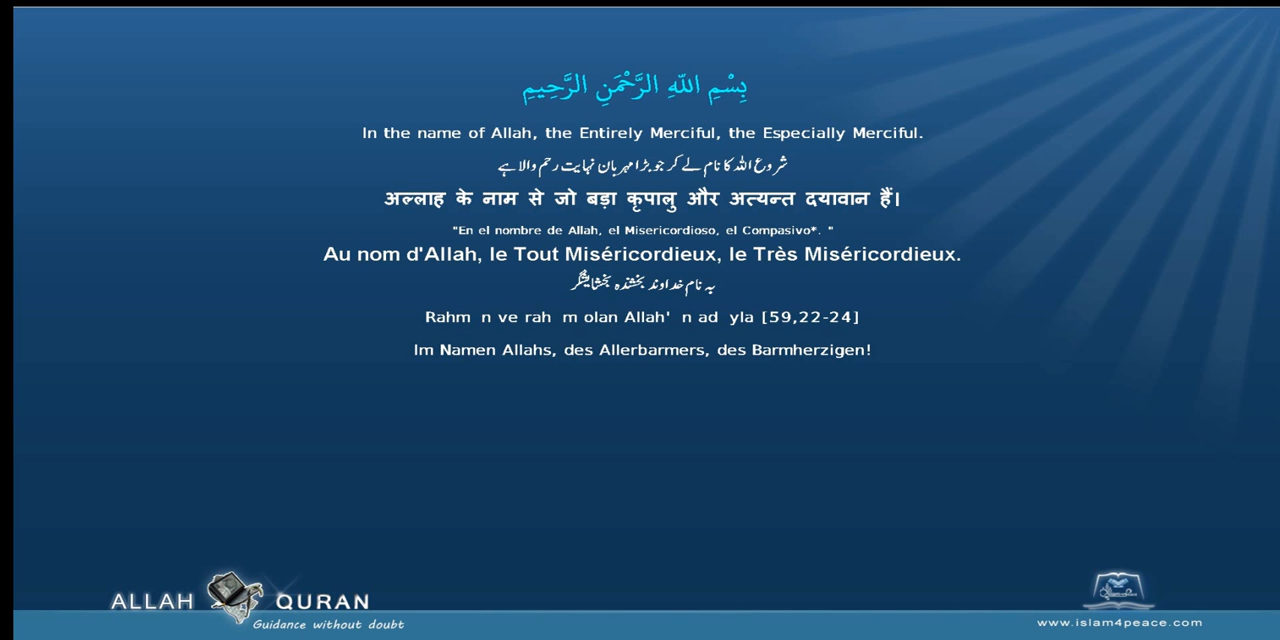 بِسْمِ اللَّهِ الرَّحْمَنِ الرَّحِيمِ
In the name of Allah, the Entirely Merciful, the Especially Merciful.
شروع الله کا نام لے کر جو بڑا مہربان نہایت رحم والا ہے
अल्लाह के नाम से जो बड़ा कृपालु और अत्यन्त दयावान हैं।
"En el nombre de Allah, el Misericordioso, el Compasivo*. "
Au nom d'Allah, le Tout Miséricordieux, le Très Miséricordieux.
به نام خداوند بخشنده بخشایشگر
Rahm n ve rah m olan Allah' n ad yla [59,22-24]
Im Namen Allahs, des Allerbarmers, des Barmherzigen!
ALLAH QURAN
Guidance without doubt
www.islam4peace.com